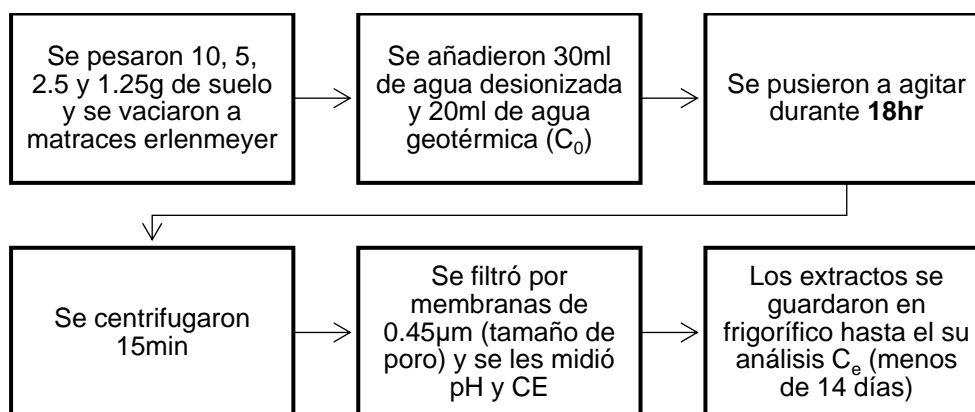 Se pesaron 10, 5,
2.5 y 1.25g de suelo
y se vaciaron a
matraces erlenmeyer
Se añadieron 30ml
de agua desionizada
y 20ml de agua
geotérmica (C₀)
Se pusieron a agitar
durante 18hr
Se centrifugaron
15min
Se filtró por
membranas de
0.45µm (tamaño de
poro) y se les midió
pH y CE
Los extractos se
guardaron en
frigorífico hasta el su
análisis Cₑ (menos
de 14 días)